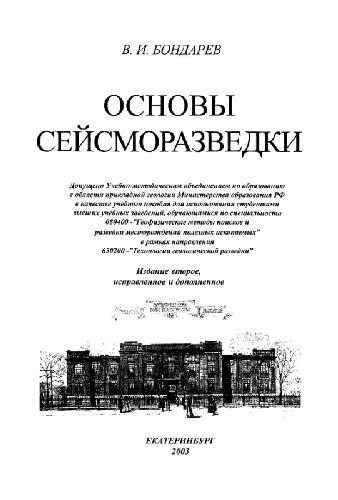 В. И. БОНДАРЕВ
ОСНОВЫ
СЕЙСМОРАЗВЕДКИ
Допущено Учебно-методическим объединением по образованию
в области прикладной геологии Министерства образования РФ
в качестве учебного пособия для использования студентами
высших учебных заведений, обучающимися по специальности
080400 - "Геофизические методы поисков и
разведки месторождений полезных ископаемых"
в рамках направления
650200 - "Технологии геологической разведки"
Издание второе,
исправленное и дополненное
ЕКАТЕРИНБУРГ
2003